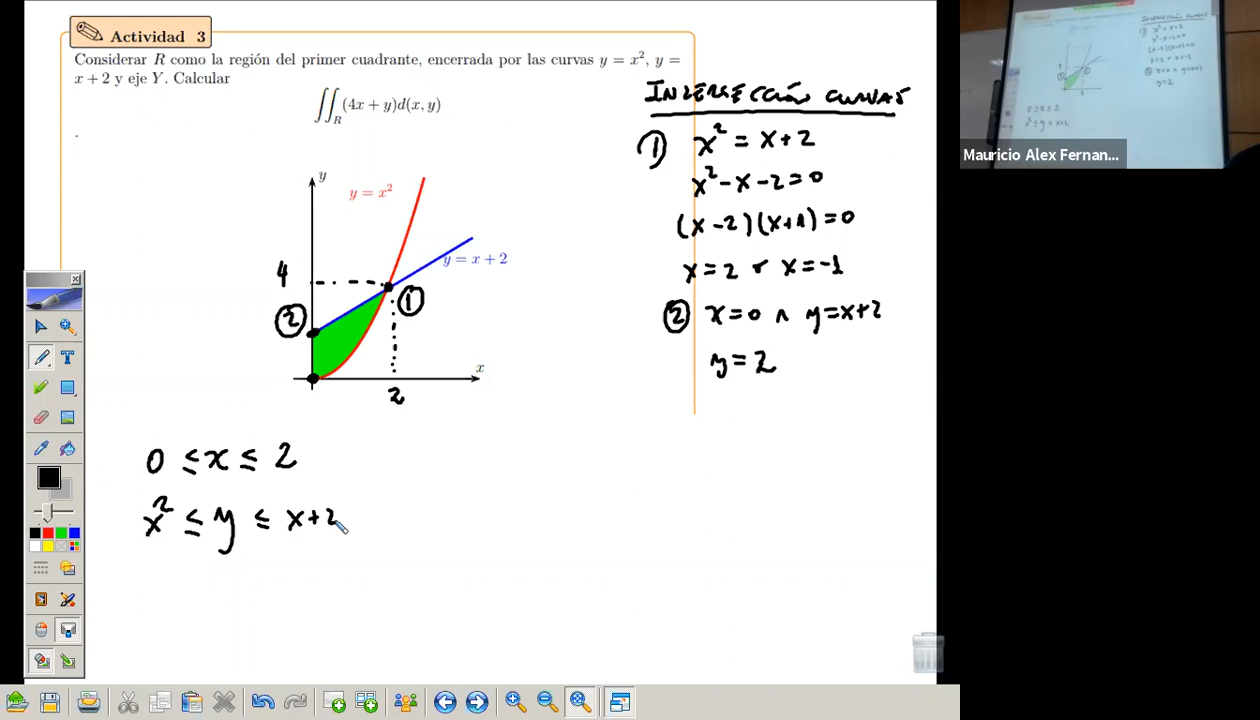 Actividad 3
Considerar R como la región del primer cuadrante, encerrada por las curvas y = x², y =
x + 2 y eje Y. Calcular
∬_R (4x + y)d(x, y)
.
y
y = x²
y = x + 2
4
①
②
x
2
INTERSECCIÓN CURVAS
① x² = x+2
x²-x-2=0
(x-2)(x+1)=0
x=2 ∨ x=-1
② x=0 ∧ y=x+2
y=2
0 ≤ x ≤ 2
x² ≤ y ≤ x+2
Mauricio Alex Fernan...